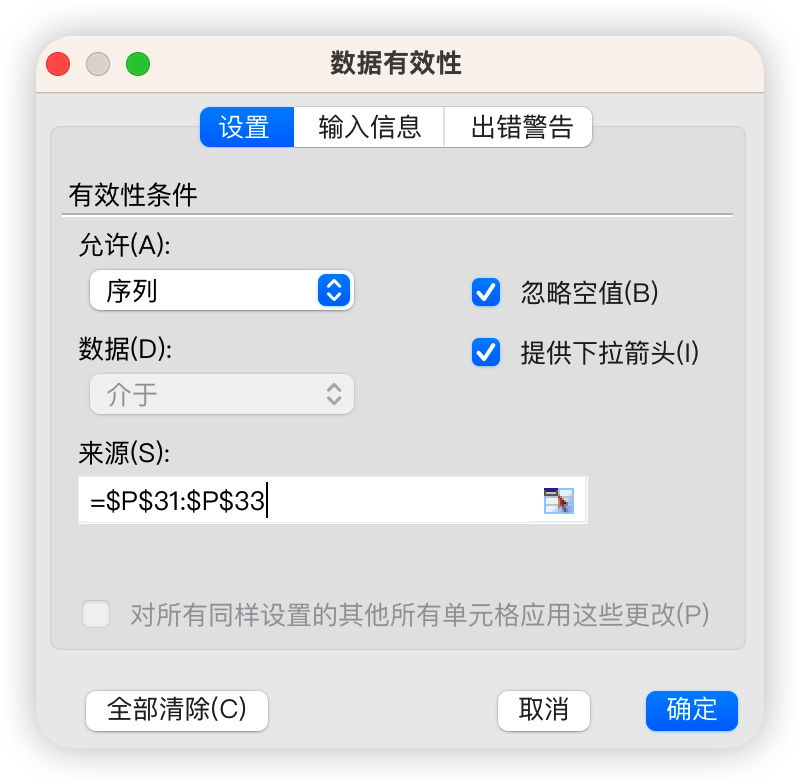 数据有效性
设置 输入信息 出错警告
有效性条件
允许(A):
序列 忽略空值(B)
数据(D): 提供下拉箭头(I)
介于
来源(S):
=$P$31:$P$33
对所有同样设置的其他所有单元格应用这些更改(P)
全部清除(C) 取消 确定